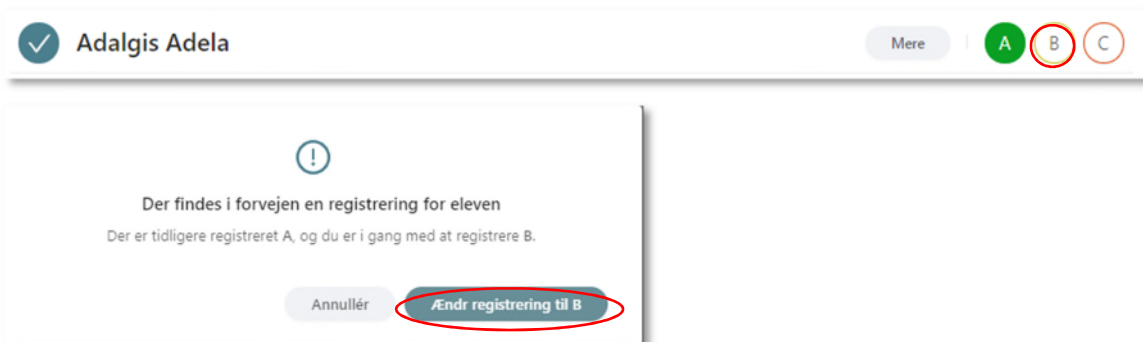 Adalgis Adela Mere A B C
Der findes i forvejen en registrering for eleven
Der er tidligere registreret A, og du er i gang med at registrere B.
Annullér Ændr registrering til B